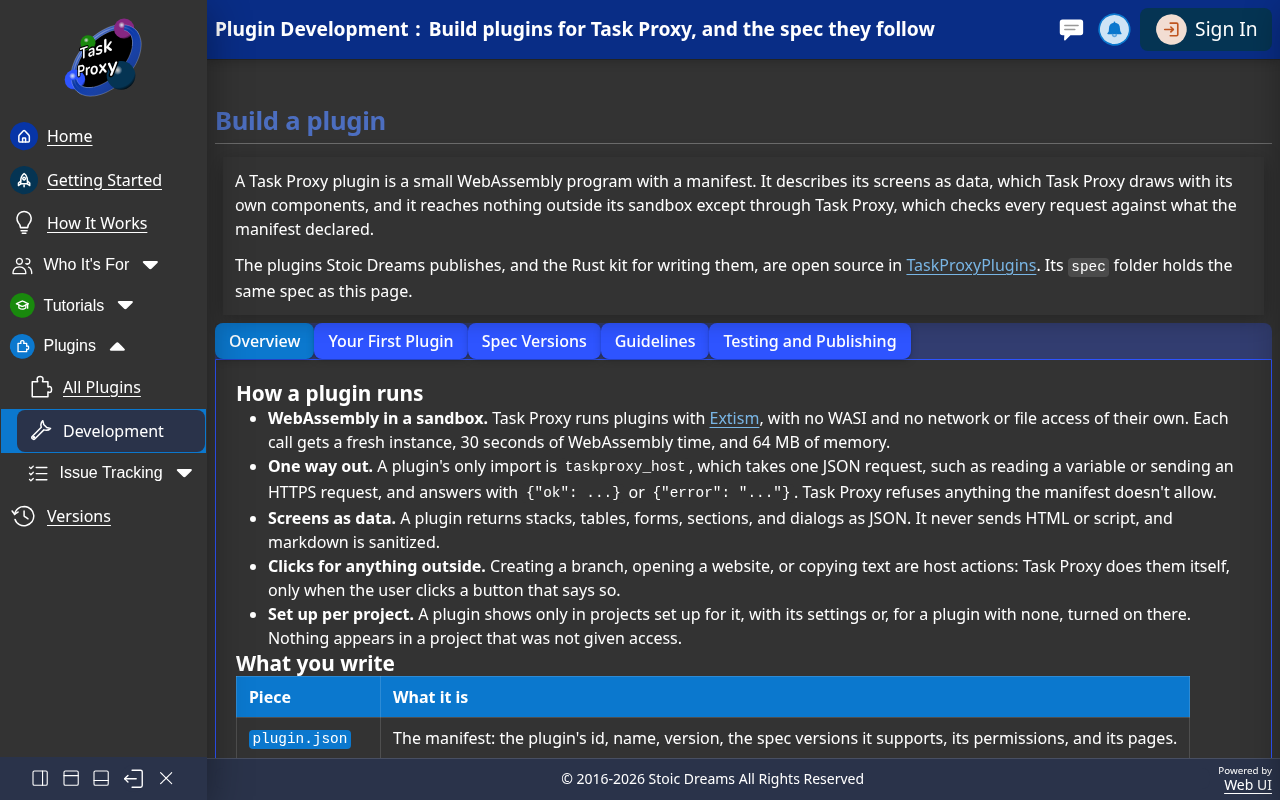 Task
Proxy
Home
Getting Started
How It Works
Who It's For
Tutorials
Plugins
All Plugins
Development
Issue Tracking
Versions
Plugin Development : Build plugins for Task Proxy, and the spec they follow
Sign In
Build a plugin
A Task Proxy plugin is a small WebAssembly program with a manifest. It describes its screens as data, which Task Proxy draws with its
own components, and it reaches nothing outside its sandbox except through Task Proxy, which checks every request against what the
manifest declared.
The plugins Stoic Dreams publishes, and the Rust kit for writing them, are open source in TaskProxyPlugins. Its spec folder holds the
same spec as this page.
Overview
Your First Plugin
Spec Versions
Guidelines
Testing and Publishing
How a plugin runs
• WebAssembly in a sandbox. Task Proxy runs plugins with Extism, with no WASI and no network or file access of their own. Each
call gets a fresh instance, 30 seconds of WebAssembly time, and 64 MB of memory.
• One way out. A plugin's only import is taskproxy_host, which takes one JSON request, such as reading a variable or sending an
HTTPS request, and answers with {"ok": ...} or {"error": "..."}. Task Proxy refuses anything the manifest doesn't allow.
• Screens as data. A plugin returns stacks, tables, forms, sections, and dialogs as JSON. It never sends HTML or script, and
markdown is sanitized.
• Clicks for anything outside. Creating a branch, opening a website, or copying text are host actions: Task Proxy does them itself,
only when the user clicks a button that says so.
• Set up per project. A plugin shows only in projects set up for it, with its settings or, for a plugin with none, turned on there.
Nothing appears in a project that was not given access.
What you write
Piece
What it is
plugin.json
The manifest: the plugin's id, name, version, the spec versions it supports, its permissions, and its pages.
© 2016-2026 Stoic Dreams All Rights Reserved
Powered by
Web UI